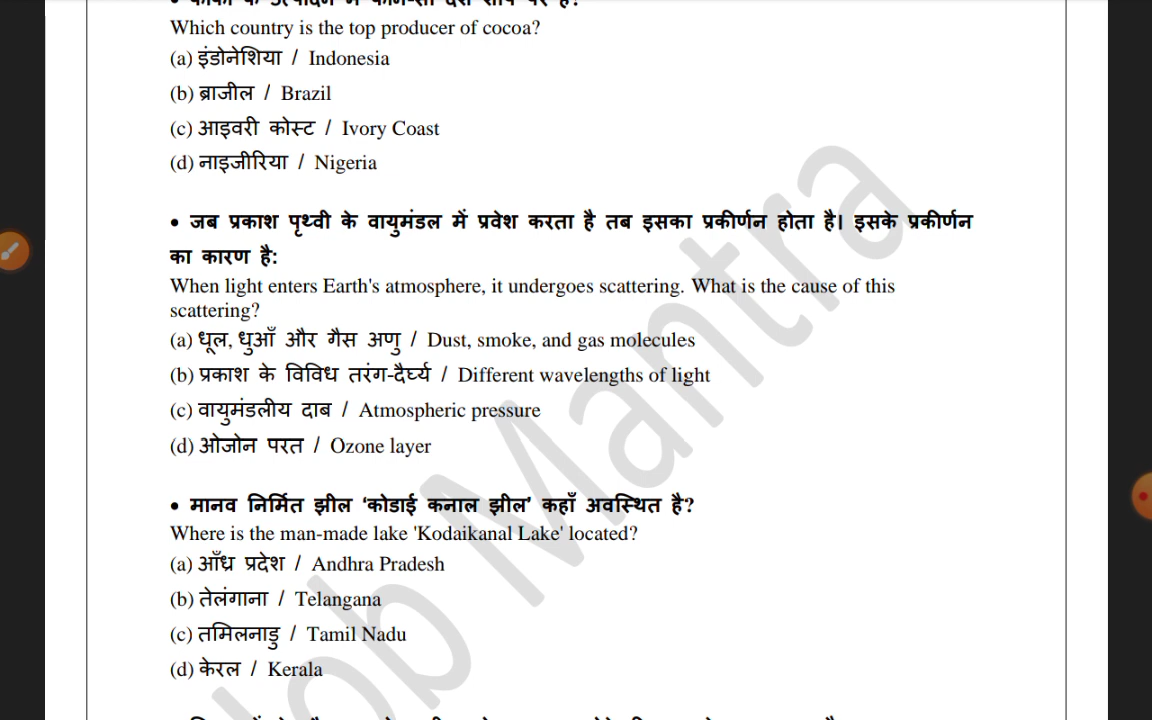 Which country is the top producer of cocoa?
(a) इंडोनेशिया / Indonesia
(b) ब्राजील / Brazil
(c) आइवरी कोस्ट / Ivory Coast
(d) नाइजीरिया / Nigeria
• जब प्रकाश पृथ्वी के वायुमंडल में प्रवेश करता है तब इसका प्रकीर्णन होता है। इसके प्रकीर्णन
का कारण है:
When light enters Earth's atmosphere, it undergoes scattering. What is the cause of this
scattering?
(a) धूल, धुआँ और गैस अणु / Dust, smoke, and gas molecules
(b) प्रकाश के विविध तरंग-दैर्घ्य / Different wavelengths of light
(c) वायुमंडलीय दाब / Atmospheric pressure
(d) ओजोन परत / Ozone layer
• मानव निर्मित झील 'कोडाई कनाल झील' कहाँ अवस्थित है?
Where is the man-made lake 'Kodaikanal Lake' located?
(a) आँध्र प्रदेश / Andhra Pradesh
(b) तेलंगाना / Telangana
(c) तमिलनाडु / Tamil Nadu
(d) केरल / Kerala
Job Mantra